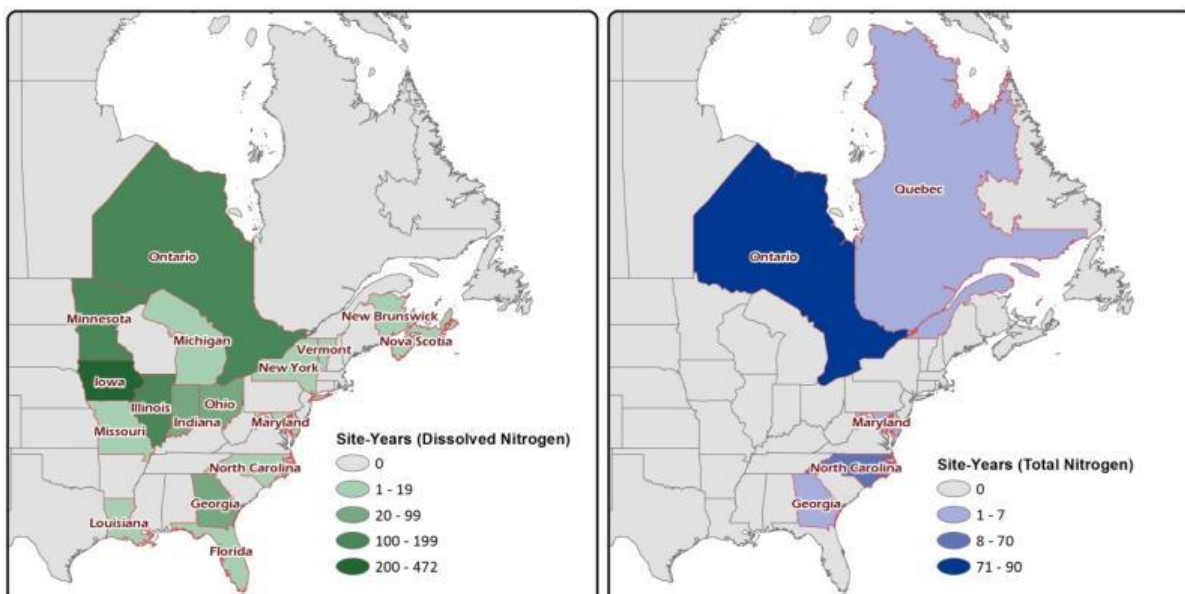 Ontario
Minnesota
Michigan
New Brunswick
Nova Scotia
Vermont
New York
Iowa
Illinois
Indiana
Ohio
Missouri
Maryland
North Carolina
Georgia
Louisiana
Florida
Site-Years (Dissolved Nitrogen)
0
1 - 19
20 - 99
100 - 199
200 - 472
Quebec
Ontario
Maryland
North Carolina
Georgia
Site-Years (Total Nitrogen)
0
1 - 7
8 - 70
71 - 90